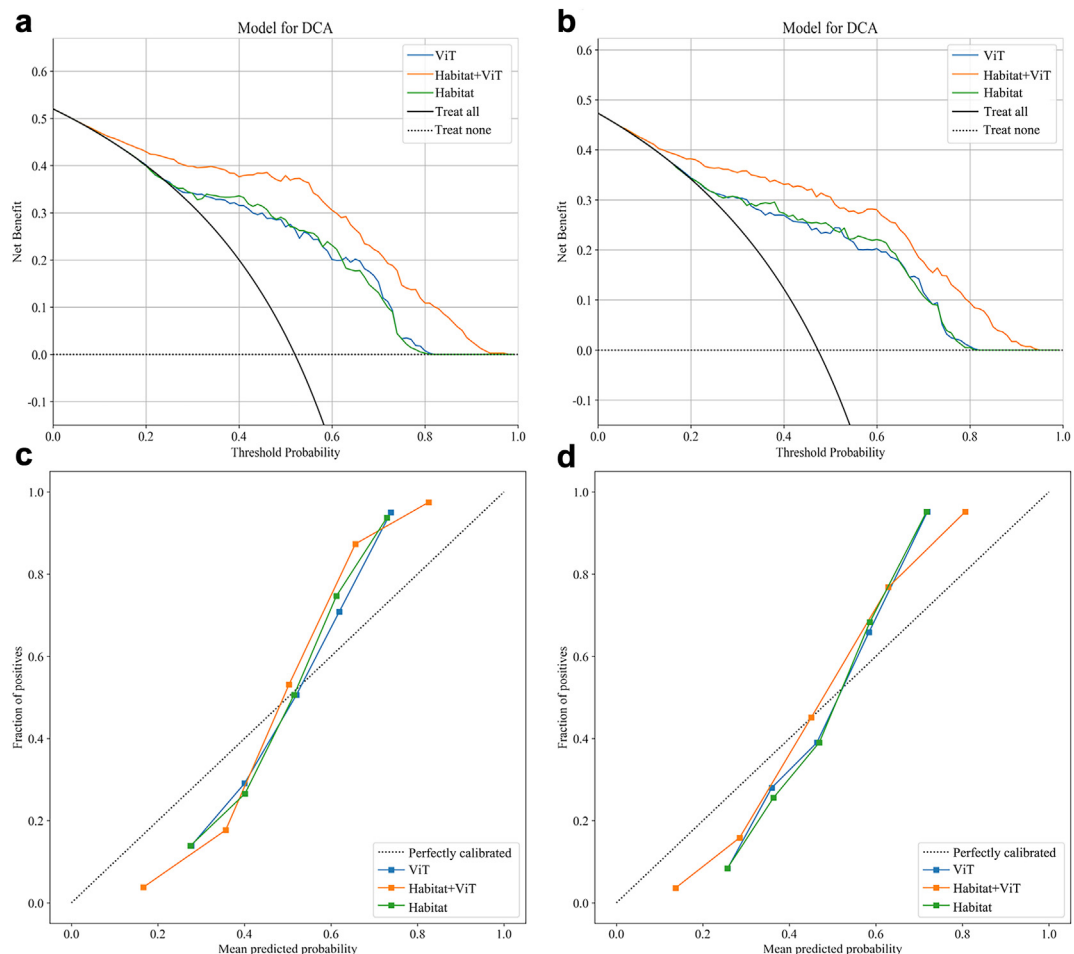 a
Model for DCA
ViT
Habitat+ViT
Habitat
Treat all
Treat none
0.6
0.5
0.4
0.3
0.2
0.1
0.0
-0.1
Net Benefit
0.0 0.2 0.4 0.6 0.8 1.0
Threshold Probability
b
Model for DCA
ViT
Habitat+ViT
Habitat
Treat all
Treat none
0.6
0.5
0.4
0.3
0.2
0.1
0.0
-0.1
Net Benefit
0.0 0.2 0.4 0.6 0.8 1.0
Threshold Probability
c
1.0
0.8
0.6
0.4
0.2
0.0
Fraction of positives
Perfectly calibrated
ViT
Habitat+ViT
Habitat
0.0 0.2 0.4 0.6 0.8 1.0
Mean predicted probability
d
1.0
0.8
0.6
0.4
0.2
0.0
Fraction of positives
Perfectly calibrated
ViT
Habitat+ViT
Habitat
0.0 0.2 0.4 0.6 0.8 1.0
Mean predicted probability